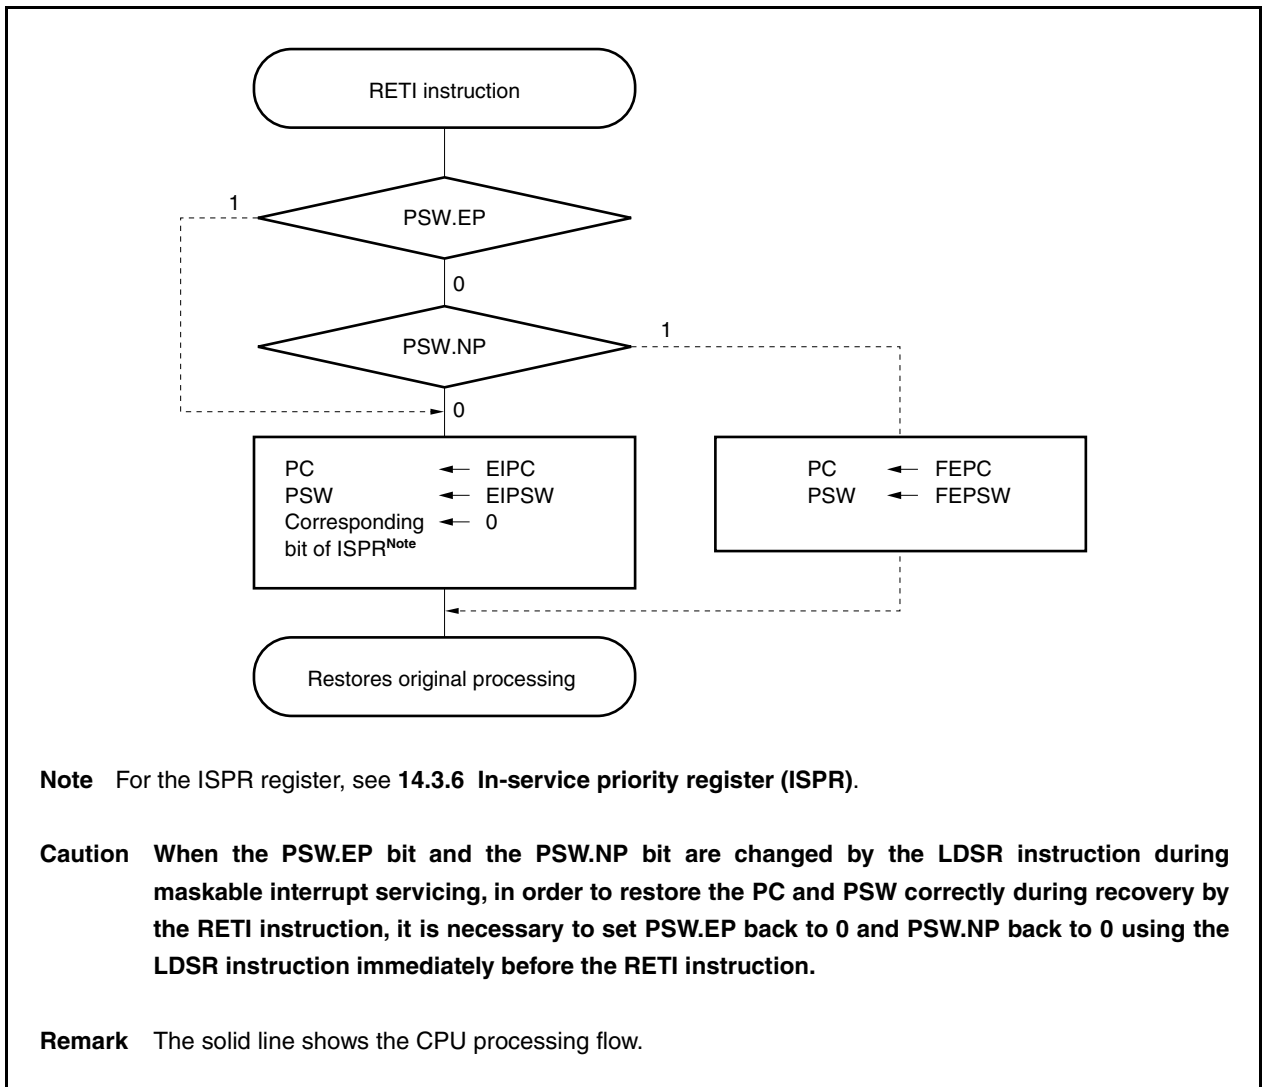 RETI instruction
1
PSW.EP
0
1
PSW.NP
0
PC ← EIPC
PSW ← EIPSW
Corresponding ← 0
bit of ISPRNote
PC ← FEPC
PSW ← FEPSW
Restores original processing
Note For the ISPR register, see 14.3.6 In-service priority register (ISPR).
Caution When the PSW.EP bit and the PSW.NP bit are changed by the LDSR instruction during
maskable interrupt servicing, in order to restore the PC and PSW correctly during recovery by
the RETI instruction, it is necessary to set PSW.EP back to 0 and PSW.NP back to 0 using the
LDSR instruction immediately before the RETI instruction.
Remark The solid line shows the CPU processing flow.